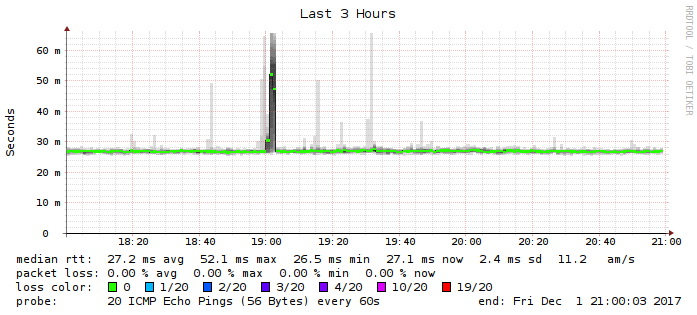 Last 3 Hours
RRDTOOL / TOBI OETIKER
Seconds
60 m
50 m
40 m
30 m
20 m
10 m
0
18:20 18:40 19:00 19:20 19:40 20:00 20:20 20:40 21:00
median rtt: 27.2 ms avg 52.1 ms max 26.5 ms min 27.1 ms now 2.4 ms sd 11.2 am/s
packet loss: 0.00 % avg 0.00 % max 0.00 % min 0.00 % now
loss color: 0 1/20 2/20 3/20 4/20 10/20 19/20
probe: 20 ICMP Echo Pings (56 Bytes) every 60s end: Fri Dec 1 21:00:03 2017